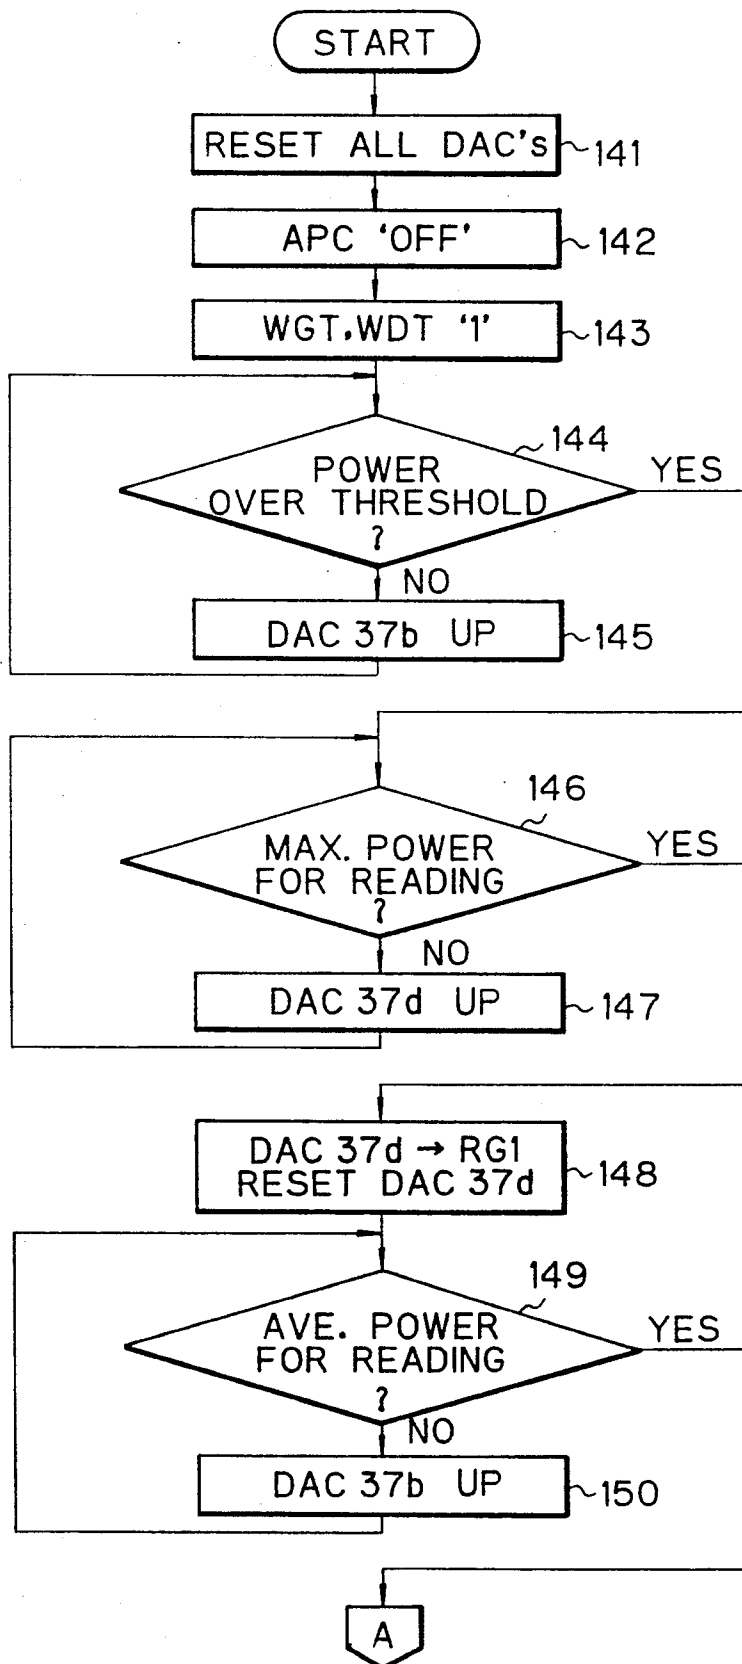 START
RESET ALL DAC's
141
APC 'OFF'
142
WGT.WDT '1'
143
144
POWER
OVER THRESHOLD
?
YES
NO
DAC 37b UP
145
146
MAX. POWER
FOR READING
?
YES
NO
DAC 37d UP
147
DAC 37d → RG1
RESET DAC 37d
148
149
AVE. POWER
FOR READING
?
YES
NO
DAC 37b UP
150
A